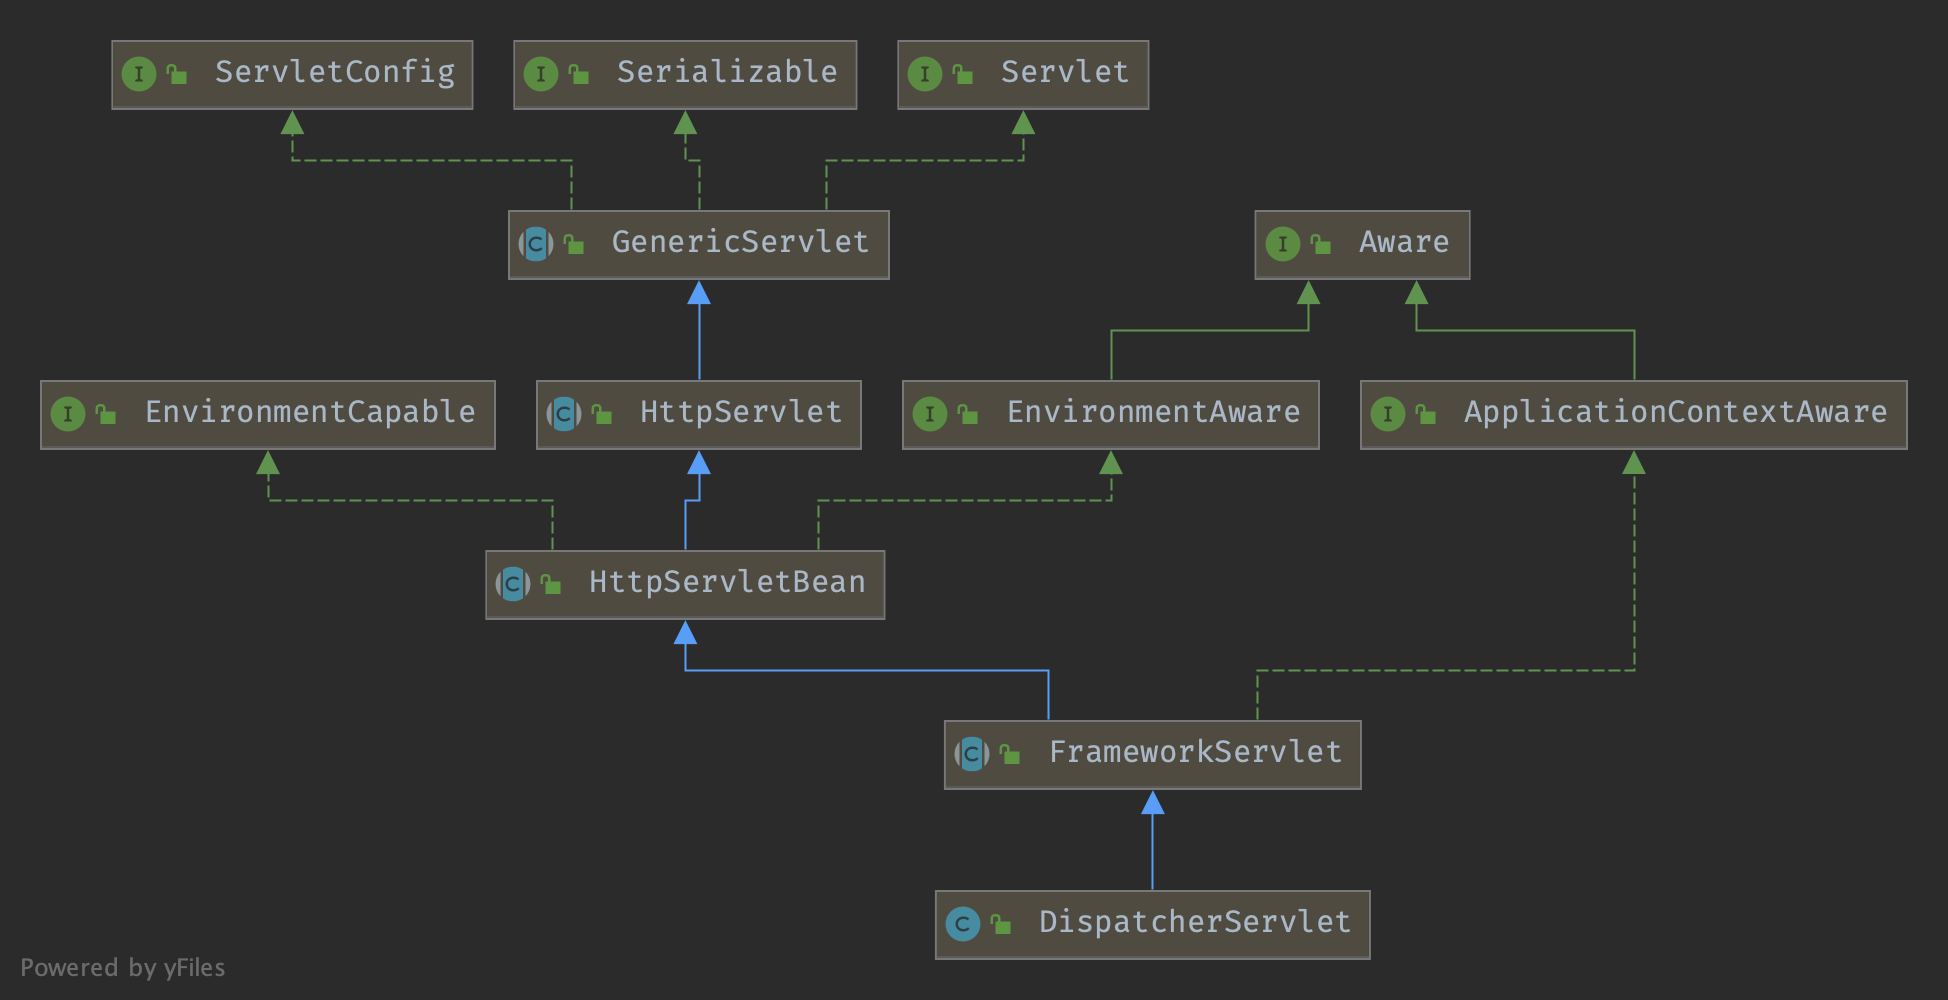 I ServletConfig
I Serializable
I Servlet
C GenericServlet
I Aware
I EnvironmentCapable
C HttpServlet
I EnvironmentAware
I ApplicationContextAware
C HttpServletBean
C FrameworkServlet
C DispatcherServlet
Powered by yFiles